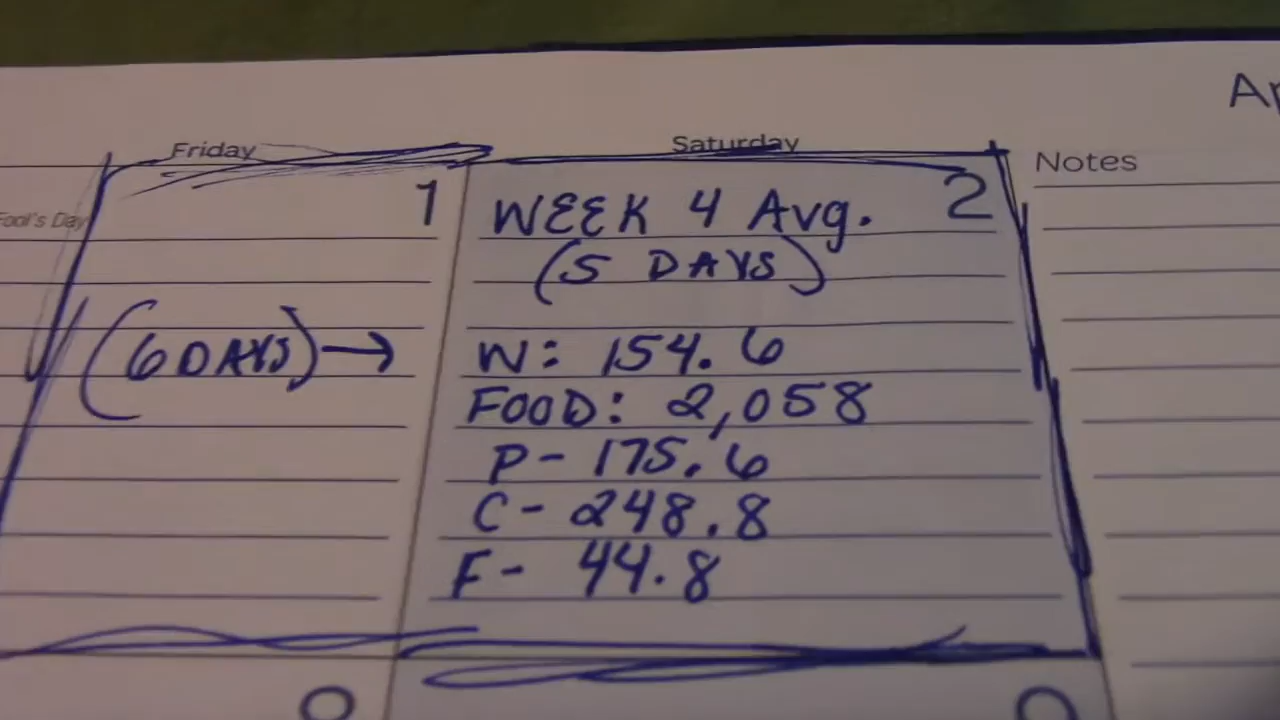 Ap
Friday
Saturday
Notes
Fool's Day
1
2
WEEK 4 Avg.
(5 DAYS)
(6 DAYS) →
W: 154.6
FOOD: 2,058
P - 175.6
C - 248.8
F - 44.8